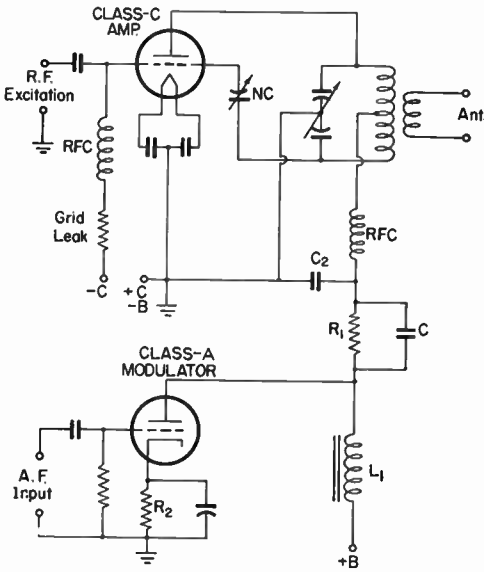 CLASS-C
AMP.
R.F.
Excitation
NC
Ant.
RFC
Grid
Leak
RFC
-C
+C
-B
C2
R1
C
CLASS-A
MODULATOR
A.F.
Input
R2
L1
+B